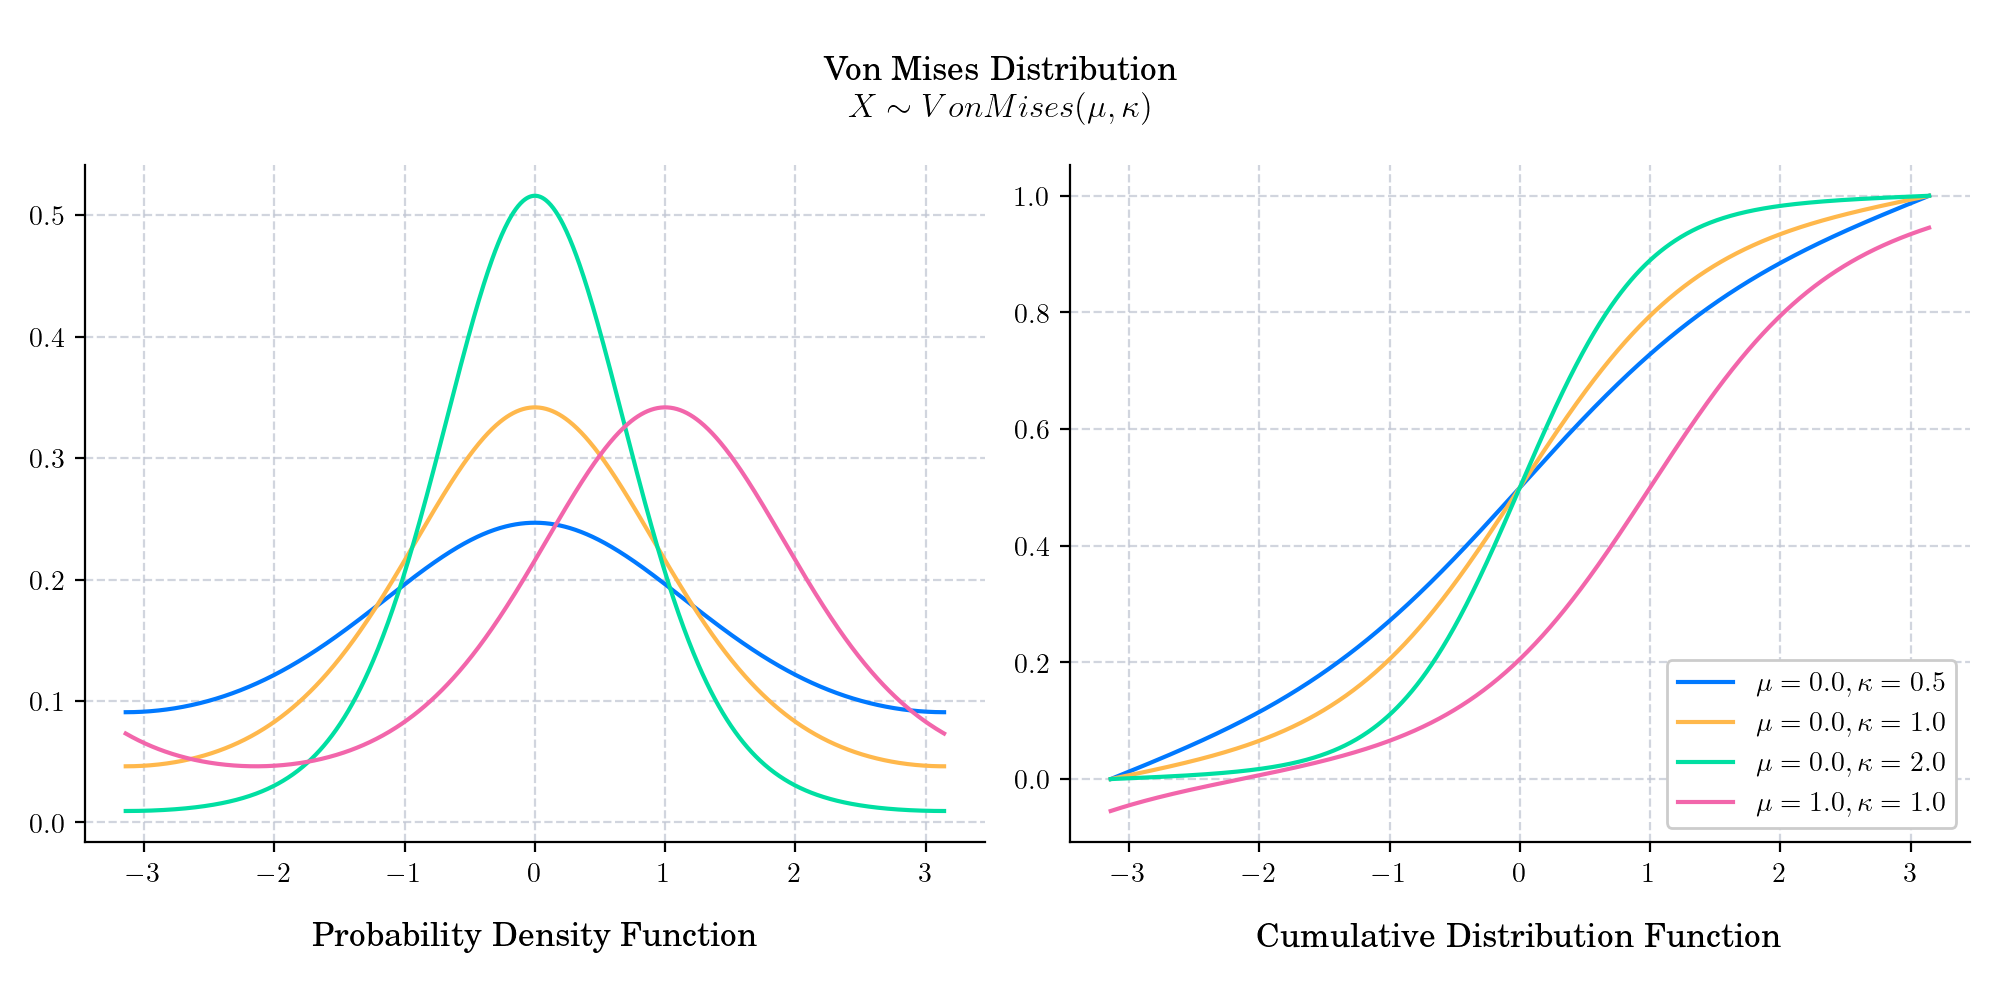 Von Mises Distribution
X ∼ VonMises(μ, κ)
0.5
0.4
0.3
0.2
0.1
0.0
−3 −2 −1 0 1 2 3
Probability Density Function
1.0
0.8
0.6
0.4
0.2
0.0
−3 −2 −1 0 1 2 3
μ = 0.0, κ = 0.5
μ = 0.0, κ = 1.0
μ = 0.0, κ = 2.0
μ = 1.0, κ = 1.0
Cumulative Distribution Function